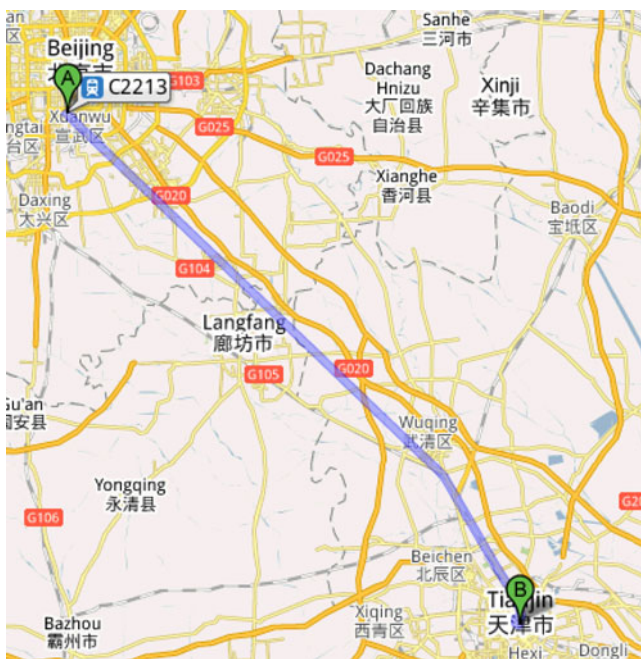 Sanhe
三河市
Beijing
A
C2213
G103
Dachang
Hnizu
大厂回族
自治县
Xinji
辛集市
Xuanwu
宣武区
G025
G025
台区
Xianghe
香河县
Daxing
大兴区
G020
Baodi
宝坻区
G104
Langfang
廊坊市
G020
G105
Gu'an
固安县
Wuqing
武清区
Yongqing
永清县
G106
Beichen
北辰区
B
Tianjin
天津市
Bazhou
霸州市
Xiqing
西青区
Hexi
Dongli